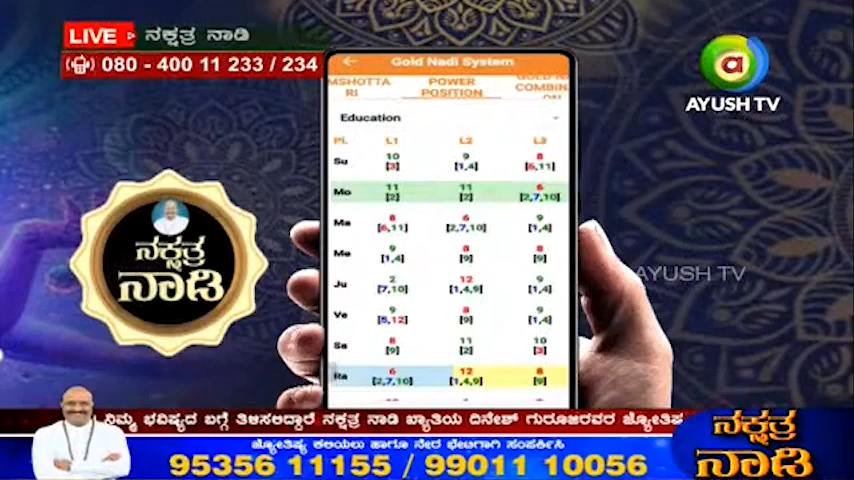 LIVE ನಕ್ಷತ್ರ ನಾಡಿ
080 - 400 11 233 / 234
a
AYUSH TV
Gold Nadi System
MSHOTTA POWER GOLD N
RI POSITION COMBINA
Education
Pl. L1 L2 L3
Su 10 9 8
[3] [1,4] [6,11]
Mo 11 11 6
[2] [2] [2,7,10]
Ma 8 6 9
[6,11] [2,7,10] [1,4]
Me 9 8 8
[1,4] [9] [9]
Ju 2 12 9
[7,10] [1,4,9] [1,4]
Ve 9 8 9
[5,12] [9] [1,4]
Sa 8 11 10
[9] [2] [3]
Ra 6 12 8
[2,7,10] [1,4,9] [9]
ನಕ್ಷತ್ರ
ನಾಡಿ
AYUSH TV
ನಿಮ್ಮ ಭವಿಷ್ಯದ ಬಗ್ಗೆ ತಿಳಿಸಲಿದ್ದಾರೆ ನಕ್ಷತ್ರ ನಾಡಿ ಖ್ಯಾತಿಯ ದಿನೇಶ್ ಗುರೂಜಿರವರ ಜ್ಯೋತಿಷ
ಜ್ಯೋತಿಷ್ಯ ಕಲಿಯಲು ಹಾಗೂ ನೇರ ಭೇಟಿಗಾಗಿ ಸಂಪರ್ಕಿಸಿ
95356 11155 / 99011 10056
ನಕ್ಷತ್ರ
ನಾಡಿ